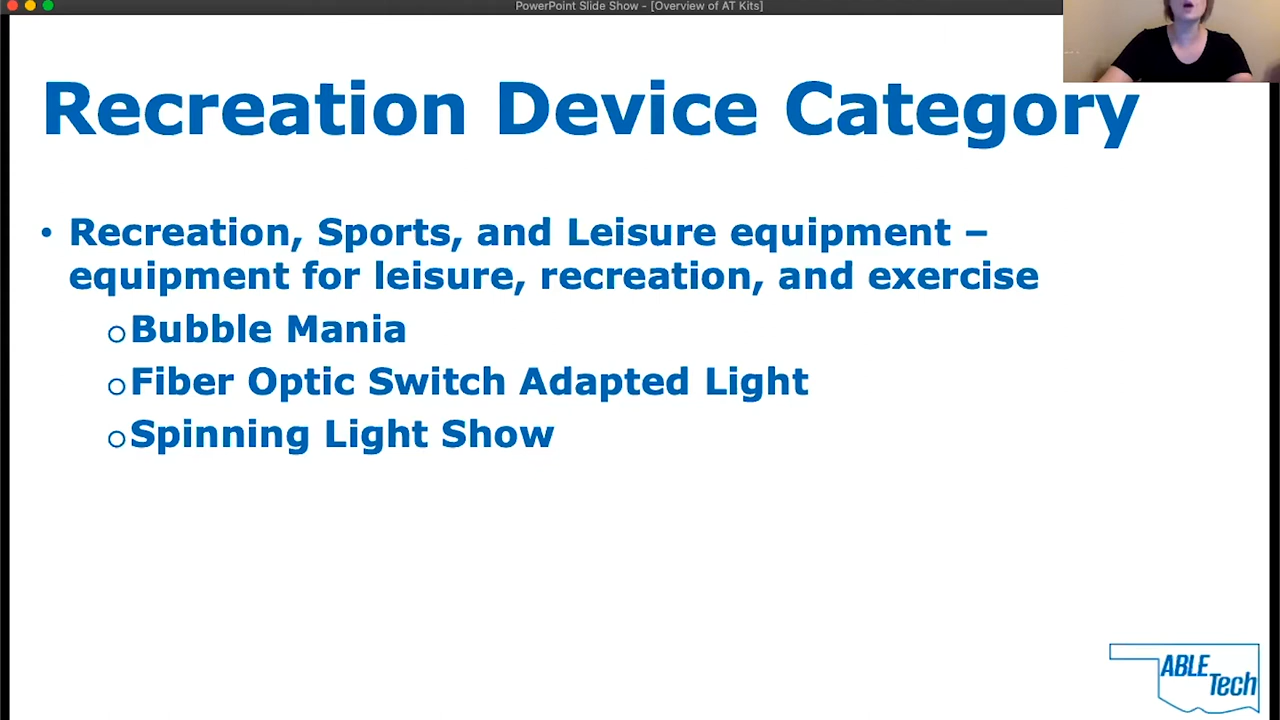 PowerPoint Slide Show - [Overview of AT Kits]
Recreation Device Category
• Recreation, Sports, and Leisure equipment –
equipment for leisure, recreation, and exercise
○Bubble Mania
○Fiber Optic Switch Adapted Light
○Spinning Light Show
ABLE
Tech